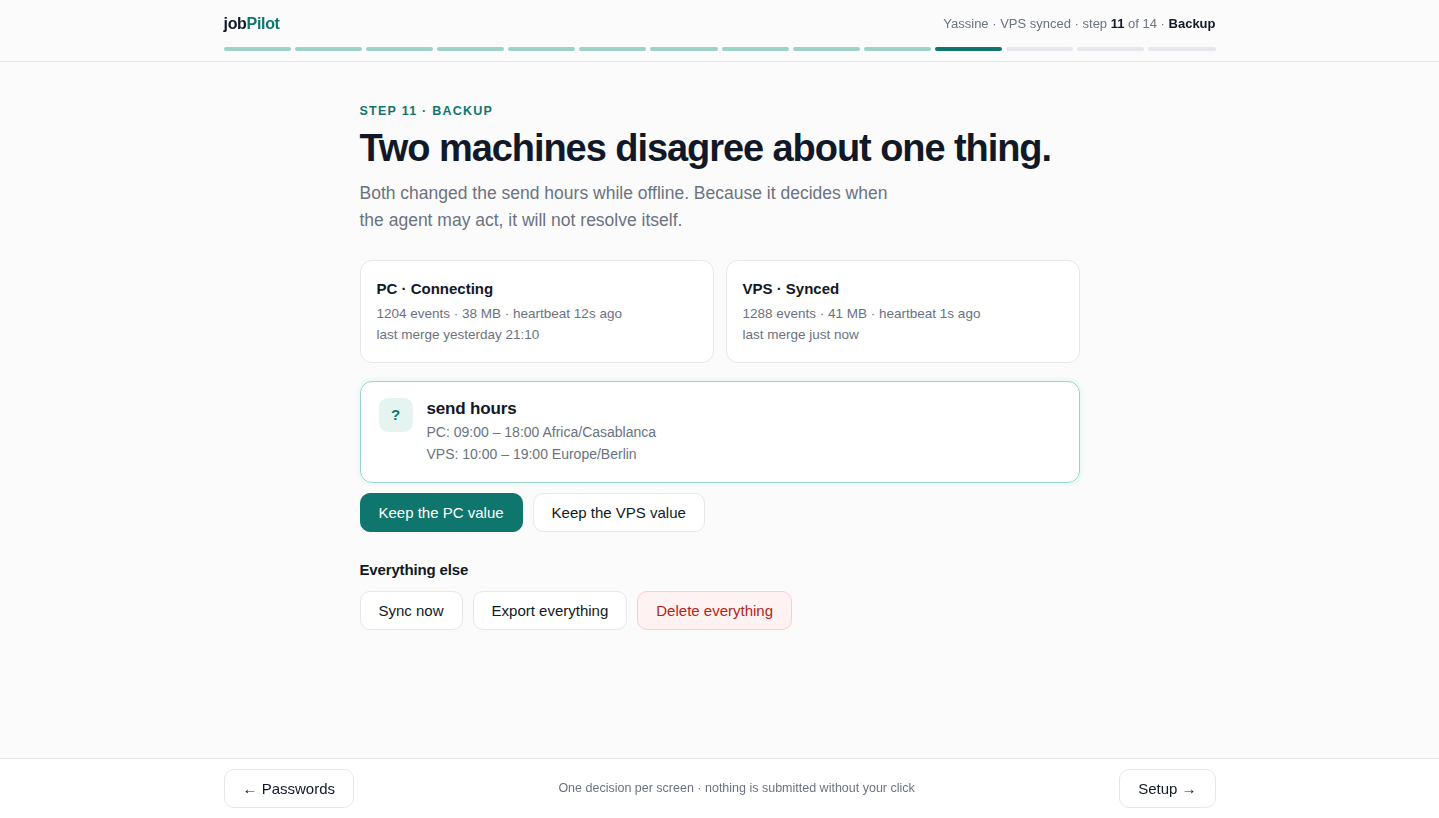 jobPilot
Yassine · VPS synced · step 11 of 14 · Backup
STEP 11 · BACKUP
Two machines disagree about one thing.
Both changed the send hours while offline. Because it decides when
the agent may act, it will not resolve itself.
PC · Connecting
1204 events · 38 MB · heartbeat 12s ago
last merge yesterday 21:10
VPS · Synced
1288 events · 41 MB · heartbeat 1s ago
last merge just now
?
send hours
PC: 09:00 – 18:00 Africa/Casablanca
VPS: 10:00 – 19:00 Europe/Berlin
Keep the PC value
Keep the VPS value
Everything else
Sync now
Export everything
Delete everything
← Passwords
One decision per screen · nothing is submitted without your click
Setup →